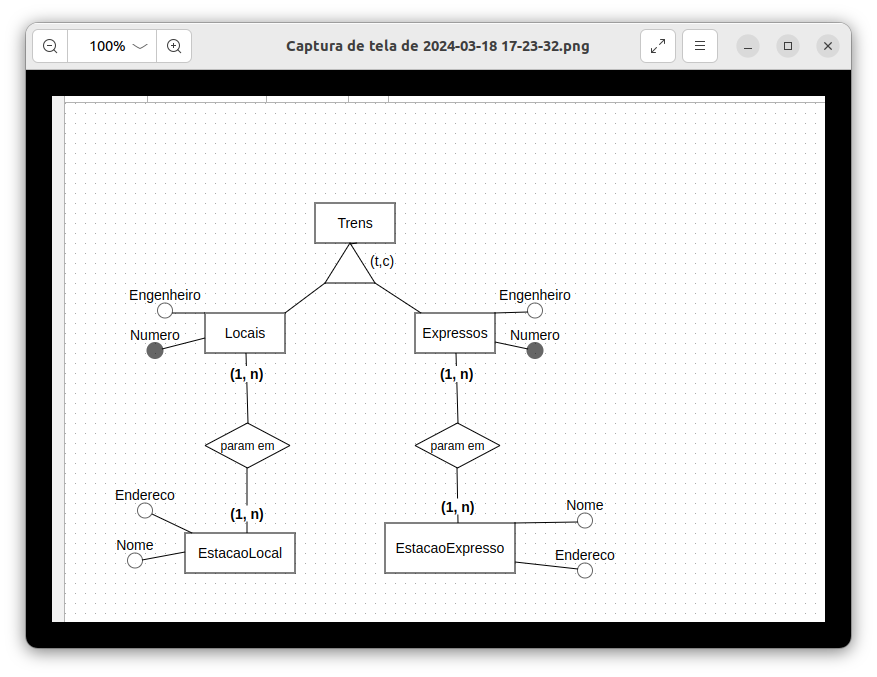 100%
Captura de tela de 2024-03-18 17-23-32.png
Trens
(t,c)
Engenheiro
Engenheiro
Numero
Locais
Expressos
Numero
(1, n)
(1, n)
param em
param em
Endereco
(1, n)
(1, n)
Nome
Nome
EstacaoLocal
EstacaoExpresso
Endereco